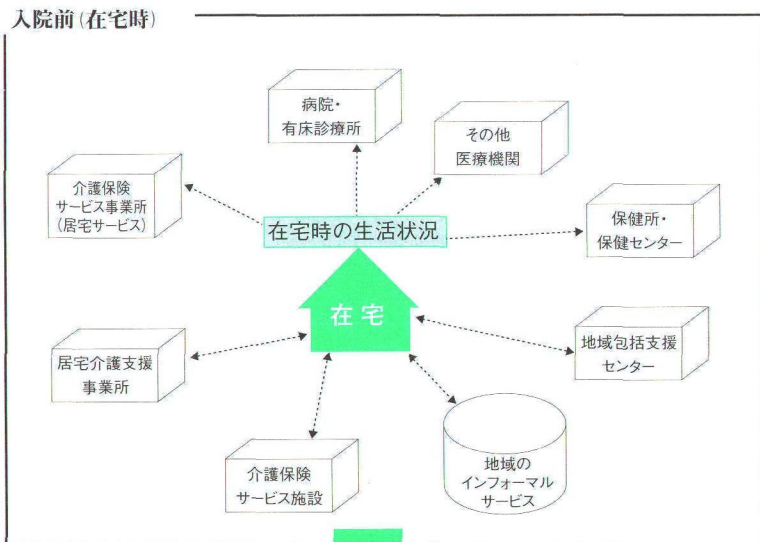 入院前(在宅時)
病院・
有床診療所
その他
医療機関
介護保険
サービス事業所
(居宅サービス)
在宅時の生活状況
保健所・
保健センター
在宅
居宅介護支援
事業所
地域包括支援
センター
介護保険
サービス施設
地域の
インフォーマル
サービス